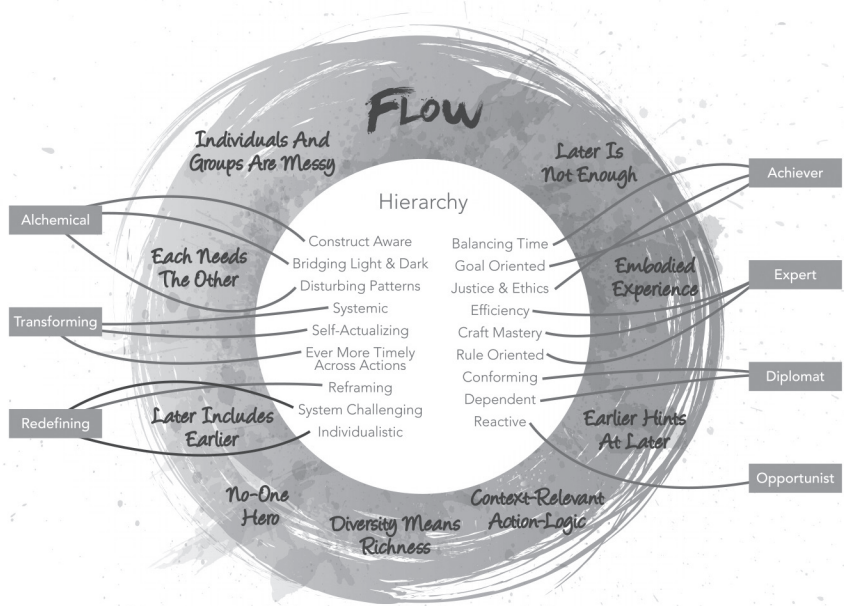 FLOW
Individuals And
Groups Are Messy
Later Is
Not Enough
Achiever
Hierarchy
Alchemical
Construct Aware
Balancing Time
Each Needs
The Other
Bridging Light & Dark
Goal Oriented
Embodied
Experience
Expert
Disturbing Patterns
Justice & Ethics
Systemic
Efficiency
Transforming
Self-Actualizing
Craft Mastery
Ever More Timely
Across Actions
Rule Oriented
Conforming
Diplomat
Reframing
Dependent
Redefining
Later Includes
Earlier
System Challenging
Reactive
Earlier Hints
At Later
Individualistic
Opportunist
No-One
Hero
Diversity Means
Richness
Context-Relevant
Action-Logic